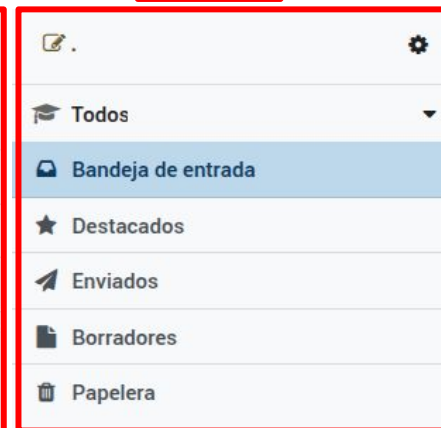 .
Todos
Bandeja de entrada
Destacados
Enviados
Borradores
Papelera